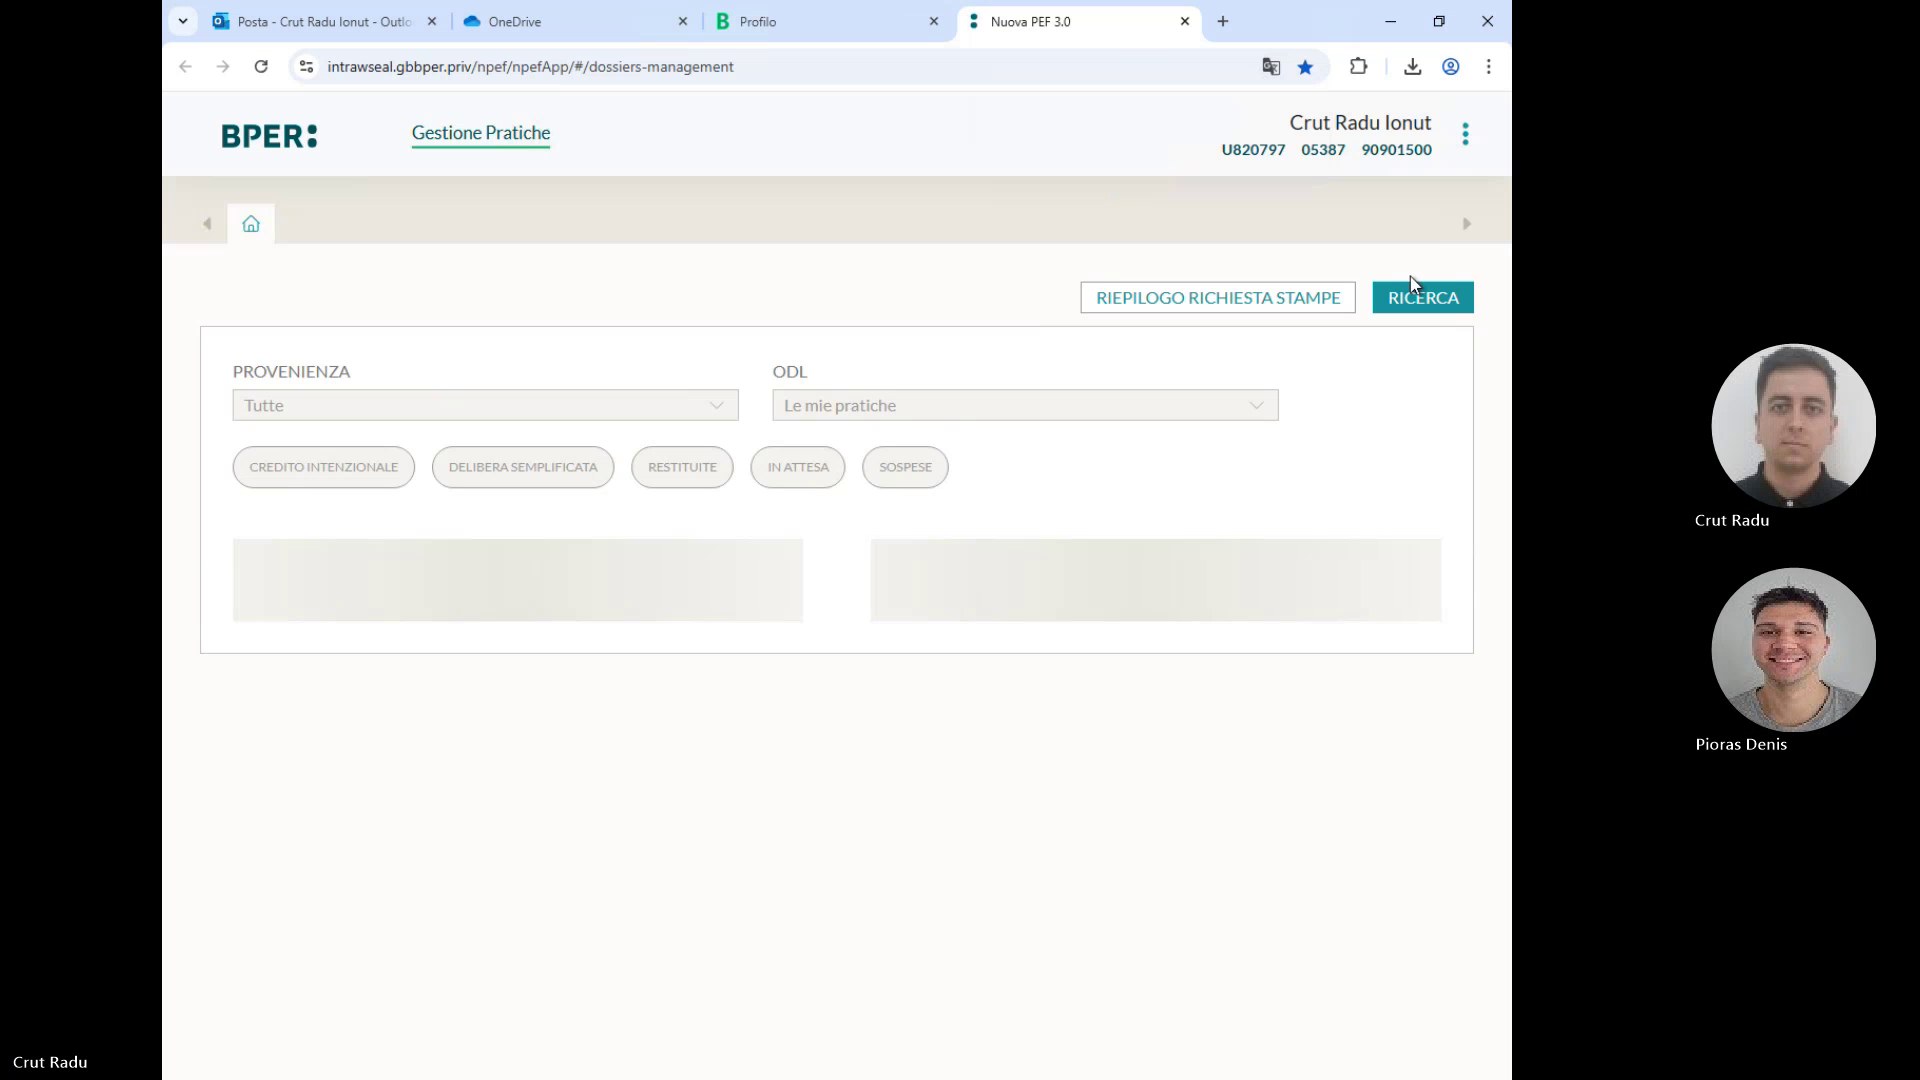 Posta - Crut Radu Ionut - Outlo
OneDrive
Profilo
Nuova PEF 3.0
intrawseal.gbbper.priv/npef/npefApp/#/dossiers-management
BPER:
Gestione Pratiche
Crut Radu Ionut
U820797 05387 90901500
RIEPILOGO RICHIESTA STAMPE
RICERCA
PROVENIENZA
ODL
Tutte
Le mie pratiche
CREDITO INTENZIONALE
DELIBERA SEMPLIFICATA
RESTITUITE
IN ATTESA
SOSPESE
Crut Radu
Pioras Denis
Crut Radu